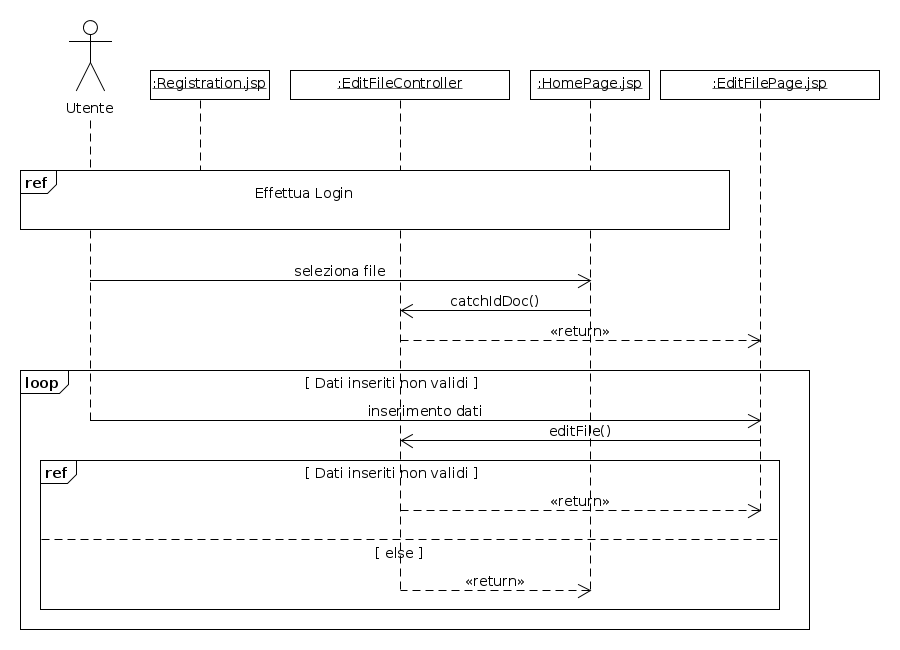 Utente
:Registration.jsp
:EditFileController
:HomePage.jsp
:EditFilePage.jsp
ref
Effettua Login
seleziona file
catchIdDoc()
«return»
loop
[ Dati inseriti non validi ]
inserimento dati
editFile()
ref
[ Dati inseriti non validi ]
«return»
[ else ]
«return»